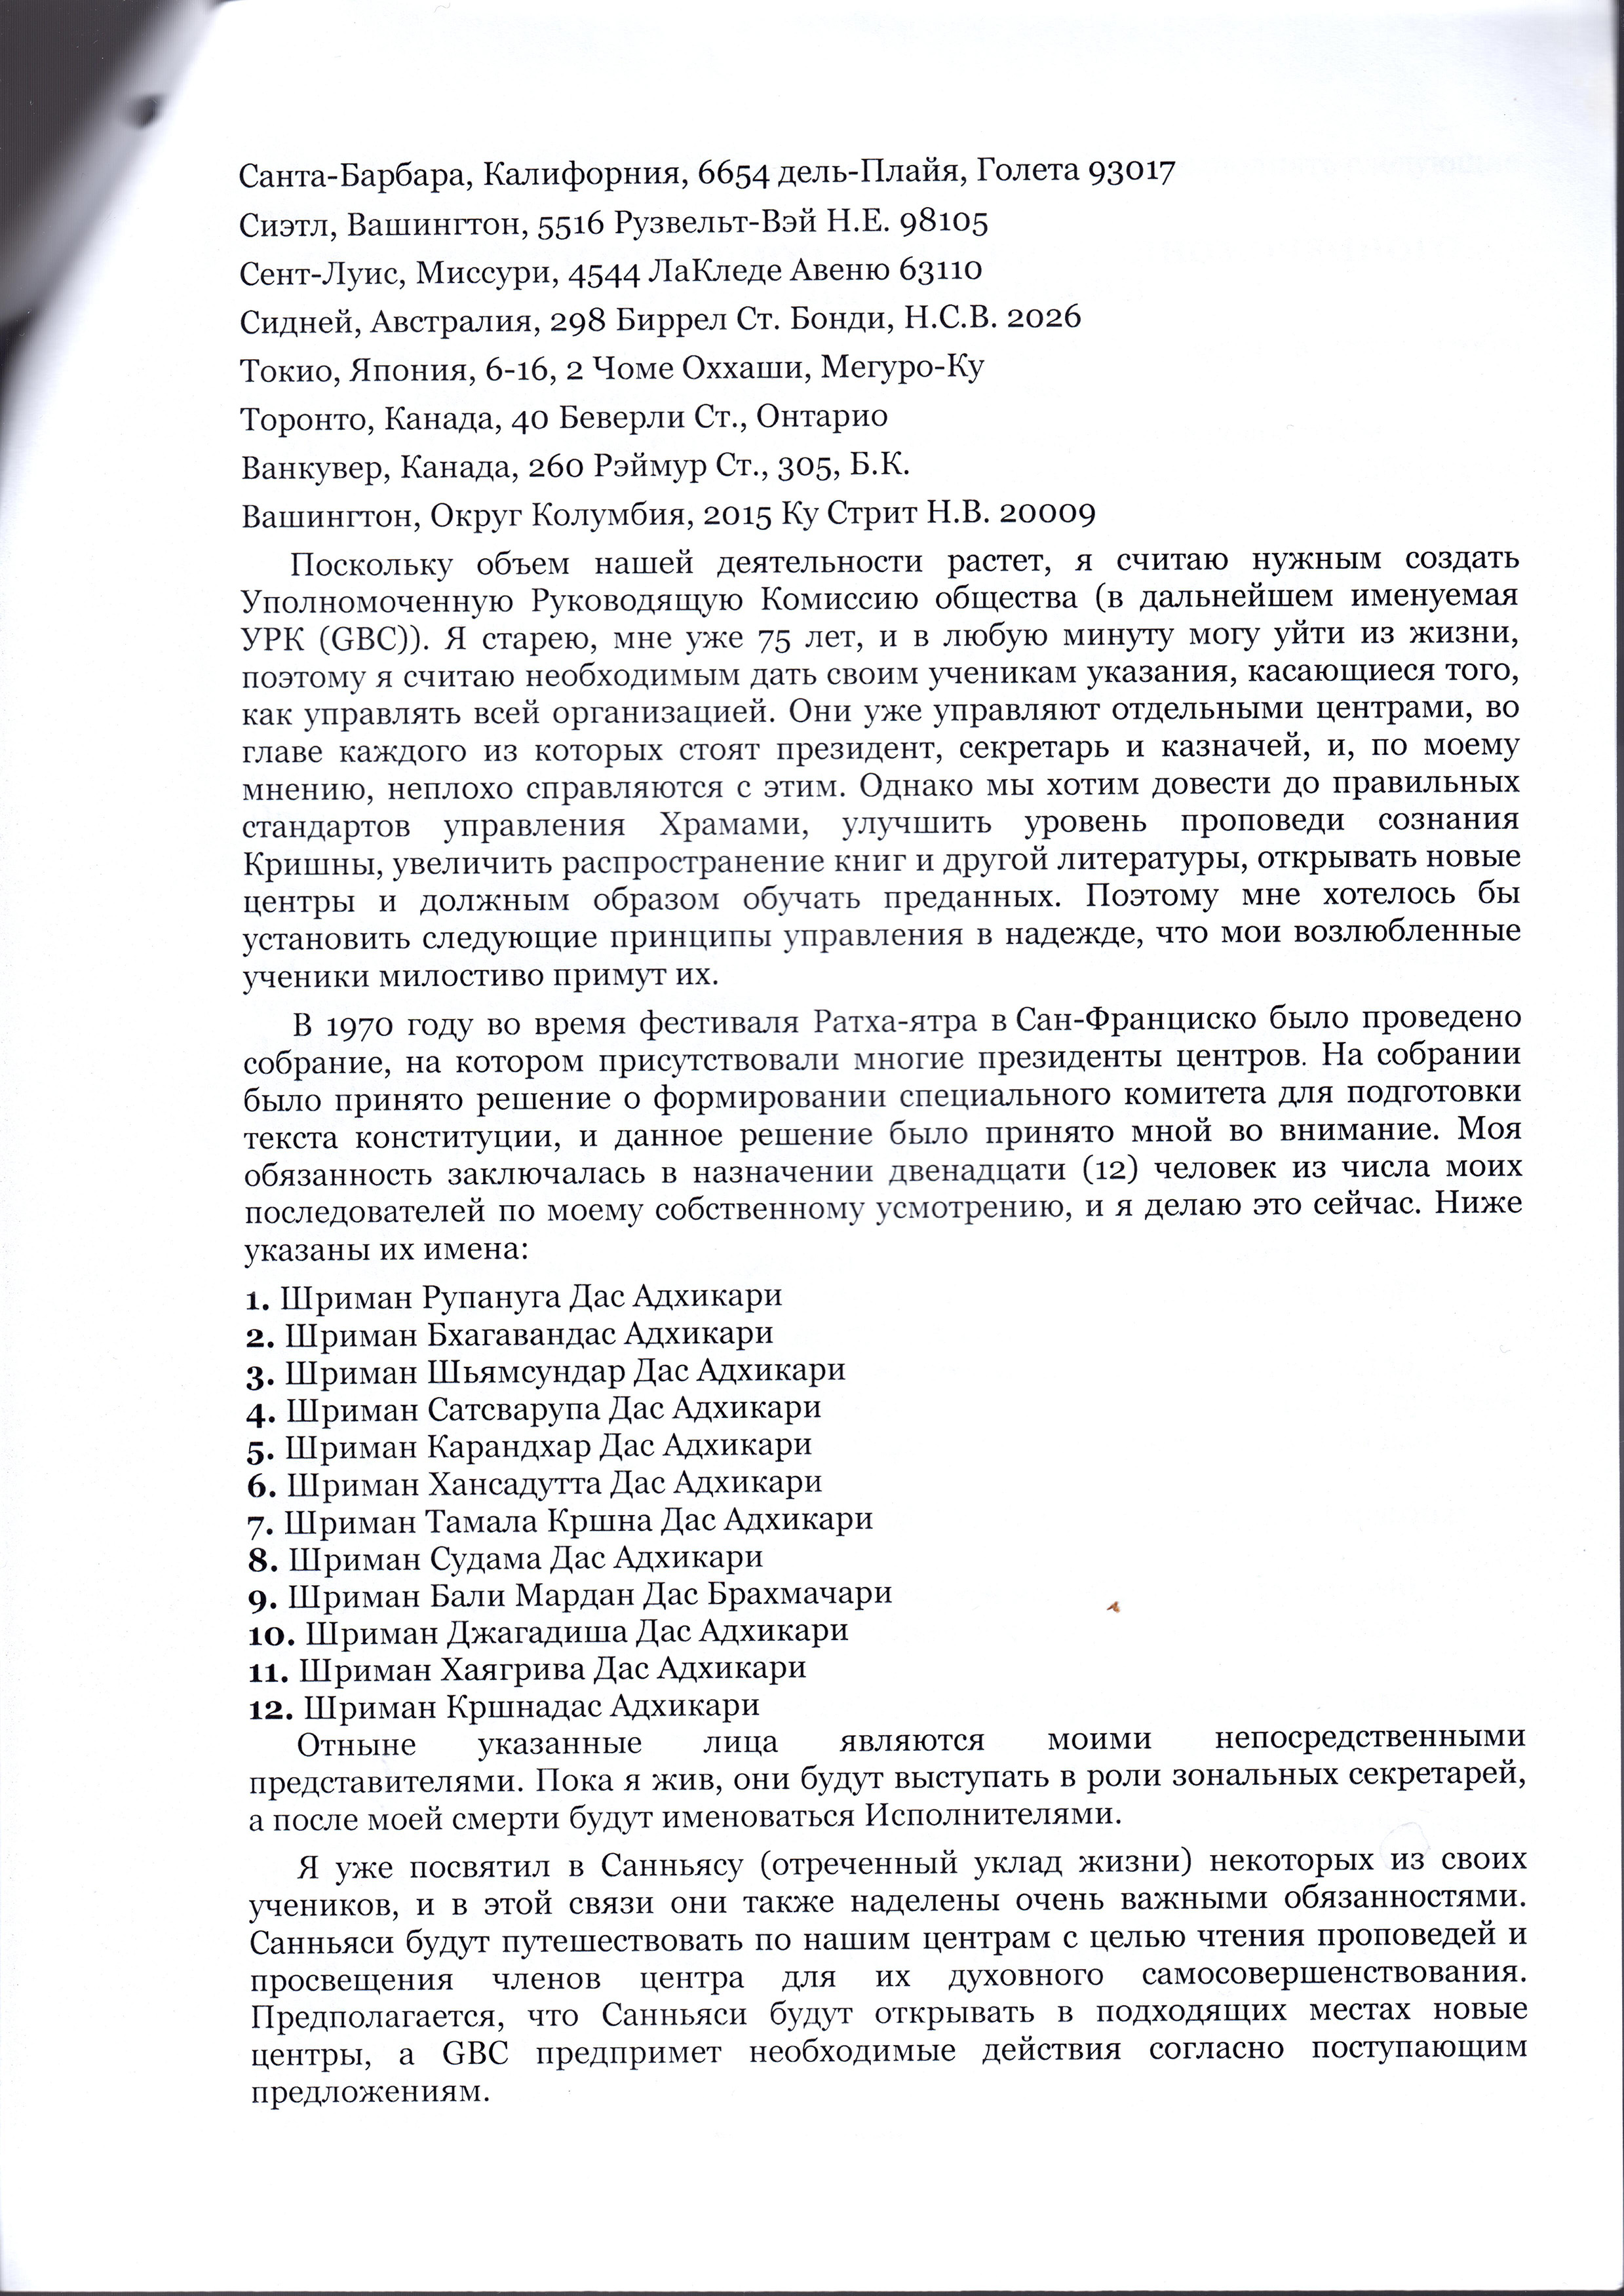 Санта-Барбара, Калифорния, 6654 дель-Плайя, Голета 93017
Сиэтл, Вашингтон, 5516 Рузвельт-Вэй Н.Е. 98105
Сент-Луис, Миссури, 4544 ЛаКледе Авеню 63110
Сидней, Австралия, 298 Биррел Ст. Бонди, Н.С.В. 2026
Токио, Япония, 6-16, 2 Чоме Оххаши, Мегуро-Ку
Торонто, Канада, 40 Беверли Ст., Онтарио
Ванкувер, Канада, 260 Рэймур Ст., 305, Б.К.
Вашингтон, Округ Колумбия, 2015 Ку Стрит Н.В. 20009
Поскольку объем нашей деятельности растет, я считаю нужным создать
Уполномоченную Руководящую Комиссию общества (в дальнейшем именуемая
УРК (GBC)). Я старею, мне уже 75 лет, и в любую минуту могу уйти из жизни,
поэтому я считаю необходимым дать своим ученикам указания, касающиеся того,
как управлять всей организацией. Они уже управляют отдельными центрами, во
главе каждого из которых стоят президент, секретарь и казначей, и, по моему
мнению, неплохо справляются с этим. Однако мы хотим довести до правильных
стандартов управления Храмами, улучшить уровень проповеди сознания
Кришны, увеличить распространение книг и другой литературы, открывать новые
центры и должным образом обучать преданных. Поэтому мне хотелось бы
установить следующие принципы управления в надежде, что мои возлюбленные
ученики милостиво примут их.
В 1970 году во время фестиваля Ратха-ятра в Сан-Франциско было проведено
собрание, на котором присутствовали многие президенты центров. На собрании
было принято решение о формировании специального комитета для подготовки
текста конституции, и данное решение было принято мной во внимание. Моя
обязанность заключалась в назначении двенадцати (12) человек из числа моих
последователей по моему собственному усмотрению, и я делаю это сейчас. Ниже
указаны их имена:
1. Шриман Рупануга Дас Адхикари
2. Шриман Бхагавандас Адхикари
3. Шриман Шьямсундар Дас Адхикари
4. Шриман Сатсварупа Дас Адхикари
5. Шриман Карандхар Дас Адхикари
6. Шриман Хансадутта Дас Адхикари
7. Шриман Тамала Кршна Дас Адхикари
8. Шриман Судама Дас Адхикари
9. Шриман Бали Мардан Дас Брахмачари
10. Шриман Джагадиша Дас Адхикари
11. Шриман Хаягрива Дас Адхикари
12. Шриман Кршнадас Адхикари
Отныне указанные лица являются моими непосредственными
представителями. Пока я жив, они будут выступать в роли зональных секретарей,
а после моей смерти будут именоваться Исполнителями.
Я уже посвятил в Санньясу (отреченный уклад жизни) некоторых из своих
учеников, и в этой связи они также наделены очень важными обязанностями.
Санньяси будут путешествовать по нашим центрам с целью чтения проповедей и
просвещения членов центра для их духовного самосовершенствования.
Предполагается, что Санньяси будут открывать в подходящих местах новые
центры, а GBC предпримет необходимые действия согласно поступающим
предложениям.